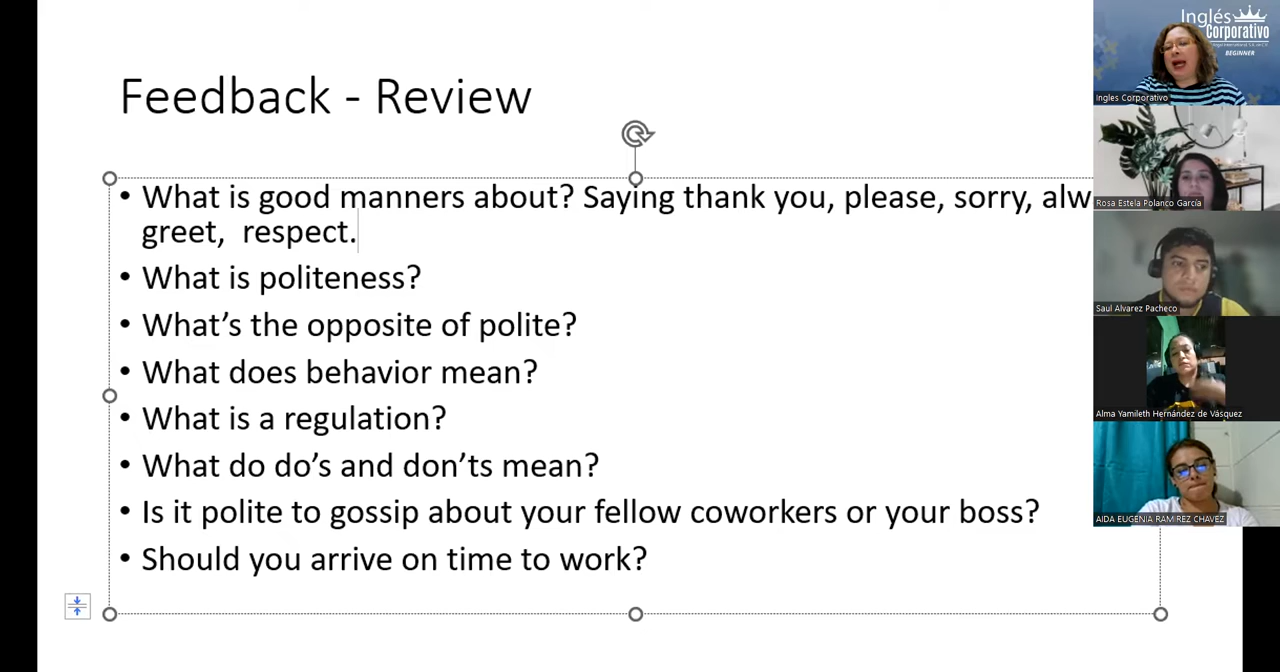 Feedback - Review
• What is good manners about? Saying thank you, please, sorry, alw
greet, respect.
• What is politeness?
• What's the opposite of polite?
• What does behavior mean?
• What is a regulation?
• What do do's and don'ts mean?
• Is it polite to gossip about your fellow coworkers or your boss?
• Should you arrive on time to work?
Inglés
Corporativo
BEGINNER
Ingles Corporativo
Rosa Estela Polanco García
Saul Alvarez Pacheco
Alma Yamileth Hernández de Vásquez
AIDA EUGENIA RAMIREZ CHAVEZ